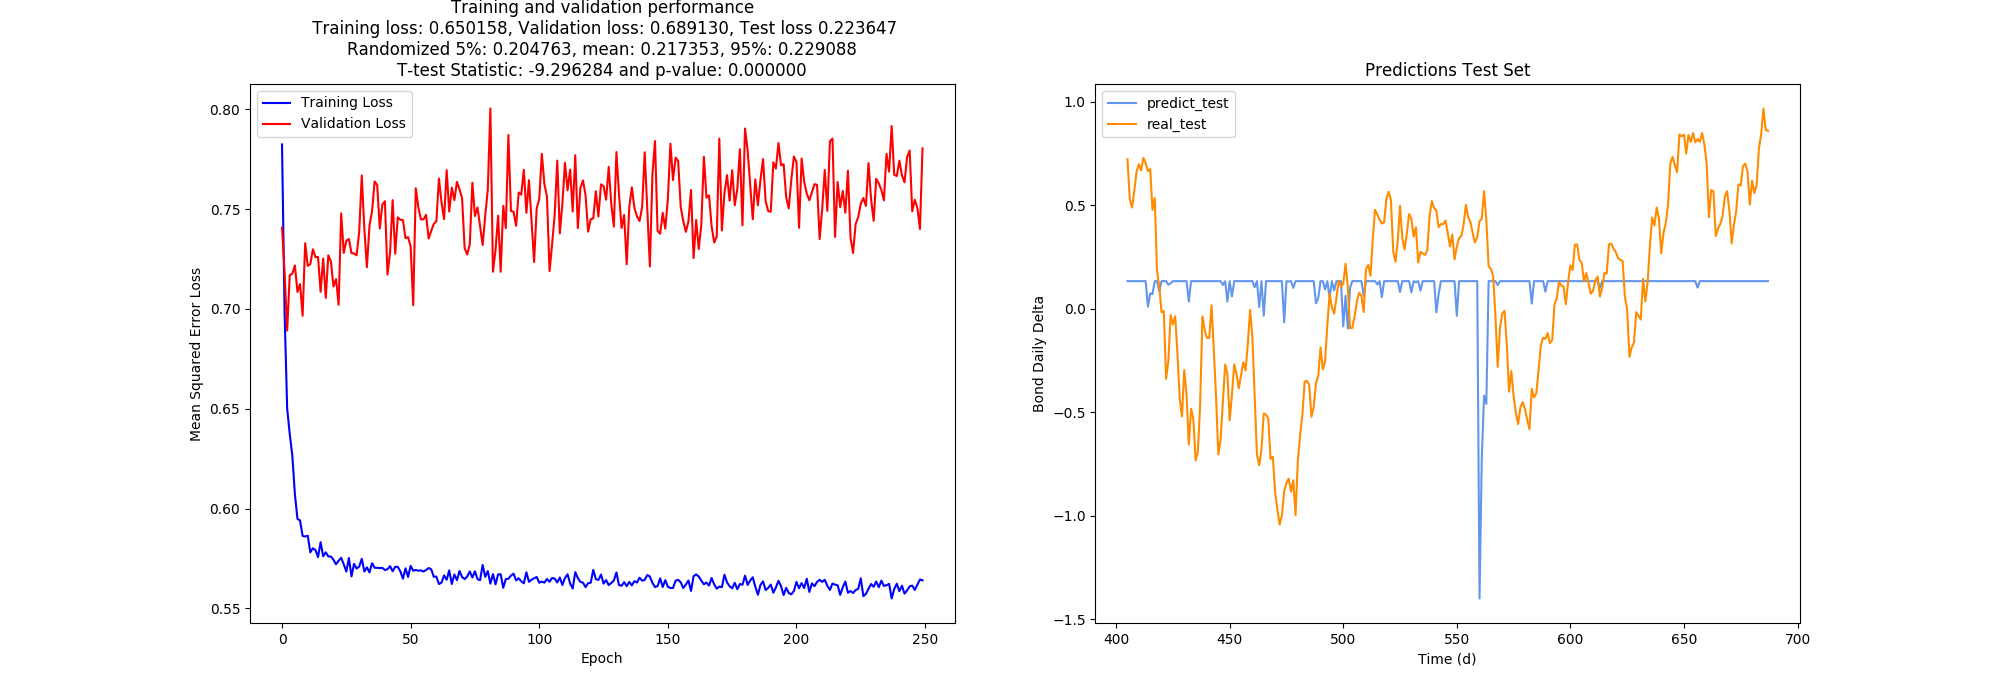 Training and validation performance
Training loss: 0.650158, Validation loss: 0.689130, Test loss 0.223647
Randomized 5%: 0.204763, mean: 0.217353, 95%: 0.229088
T-test Statistic: -9.296284 and p-value: 0.000000
Training Loss
Validation Loss
0.80
0.75
0.70
0.65
0.60
0.55
Mean Squared Error Loss
0
50
100
150
200
250
Epoch
Predictions Test Set
predict_test
real_test
1.0
0.5
0.0
−0.5
−1.0
−1.5
Bond Daily Delta
400
450
500
550
600
650
700
Time (d)